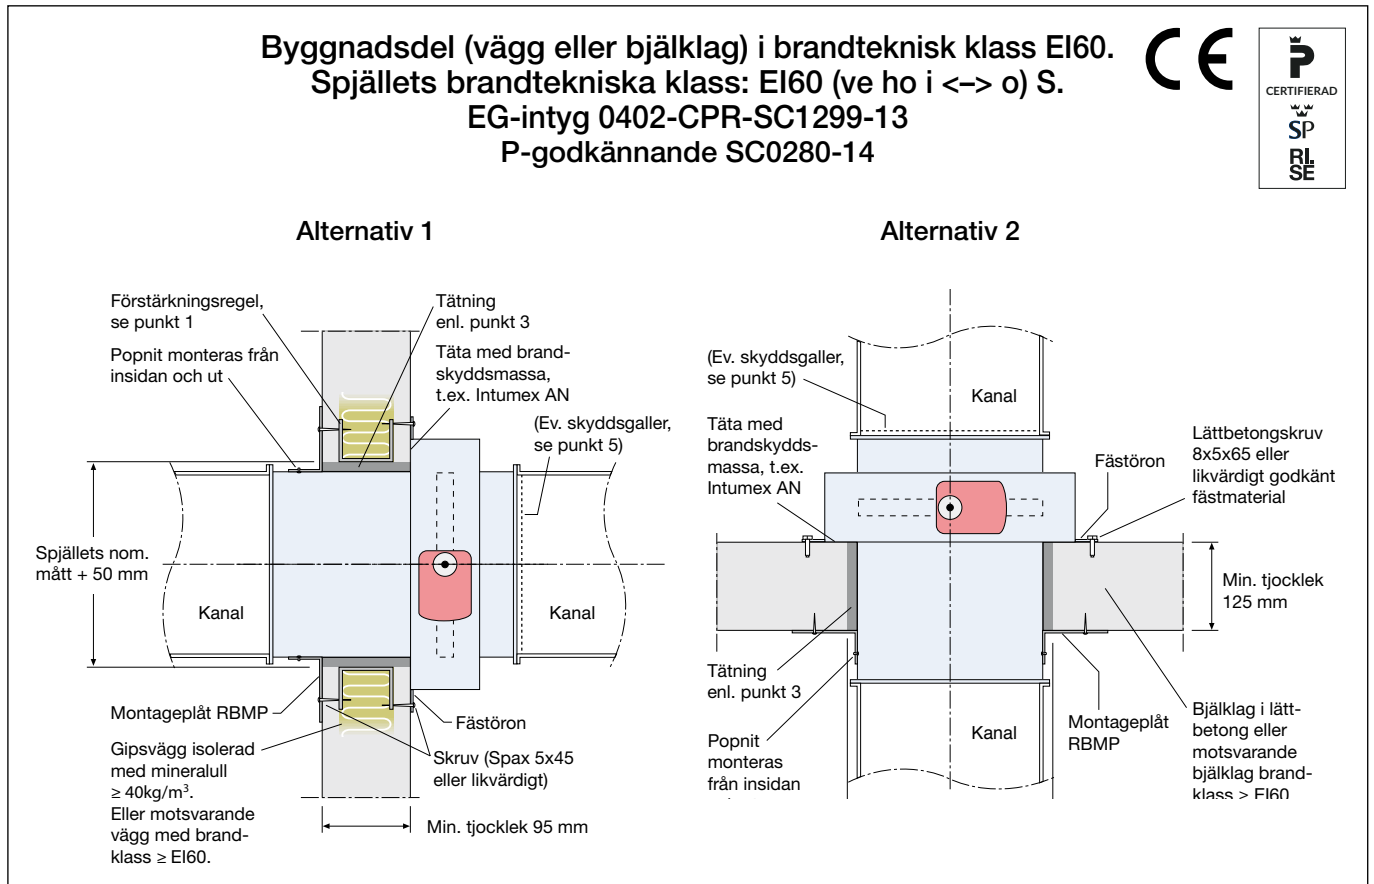 Byggnadsdel (vägg eller bjälklag) i brandteknisk klass EI60.
Spjällets brandtekniska klass: EI60 (ve ho i <–> o) S.
EG-intyg 0402-CPR-SC1299-13
P-godkännande SC0280-14
CE
P
CERTIFIERAD
SP
RI.
SE
Alternativ 1
Förstärkningsregel,
se punkt 1
Popnit monteras från
insidan och ut
Tätning
enl. punkt 3
Täta med brand-
skyddsmassa,
t.ex. Intumex AN
(Ev. skyddsgaller,
se punkt 5)
Spjällets nom.
mått + 50 mm
Kanal
Kanal
Montageplåt RBMP
Gipsvägg isolerad
med mineralull
≥ 40kg/m³.
Eller motsvarande
vägg med brand-
klass ≥ EI60.
Fästöron
Skruv (Spax 5x45
eller likvärdigt)
Min. tjocklek 95 mm
Alternativ 2
(Ev. skyddsgaller,
se punkt 5)
Kanal
Täta med
brandskydds-
massa, t.ex.
Intumex AN
Fästöron
Lättbetongskruv
8x5x65 eller
likvärdigt godkänt
fästmaterial
Min. tjocklek
125 mm
Tätning
enl. punkt 3
Popnit
monteras
från insidan
Kanal
Montageplåt
RBMP
Bjälklag i lätt-
betong eller
motsvarande
bjälklag brand-
klass ≥ EI60